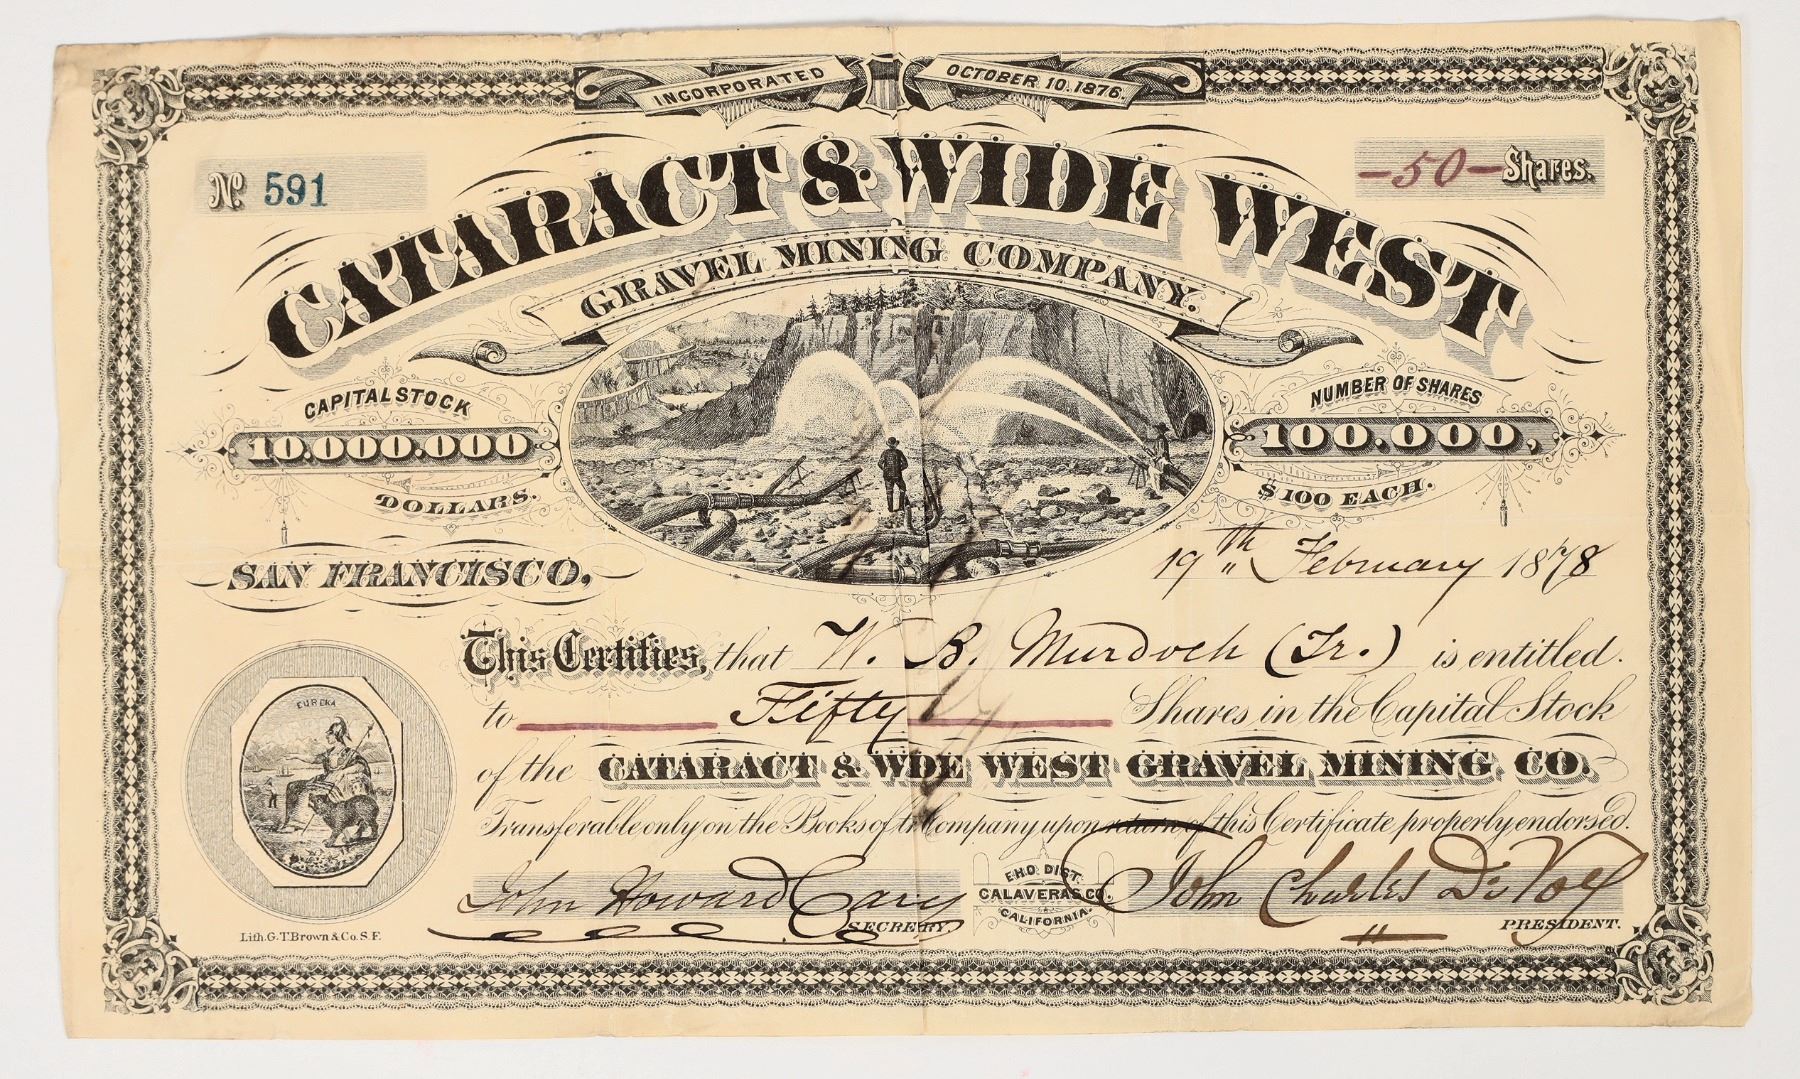 INCORPORATED OCTOBER. 10. 1876.
No. 591
-50- Shares.
CATARACT & WIDE WEST
GRAVEL MINING COMPANY.
CAPITAL STOCK
10.000.000
DOLLARS.
NUMBER OF SHARES
100.000,
$100 EACH.
SAN FRANCISCO,
19th February 1878
This Certifies, that W. B. Murdoch (Jr.) is entitled
to Fifty Shares in the Capital Stock
of the CATARACT & WDE WEST GRAVEL MINING CO.
Transferable only on the Books of the Company upon return of this Certificate properly endorsed.
EUREKA
John Howard Cary
SECRETY.
E.H.O. DIST.
CALAVERAS CO.
CALIFORNIA.
John Charles
PRESIDENT.
Lith. G.T. Brown & Co. S.F.